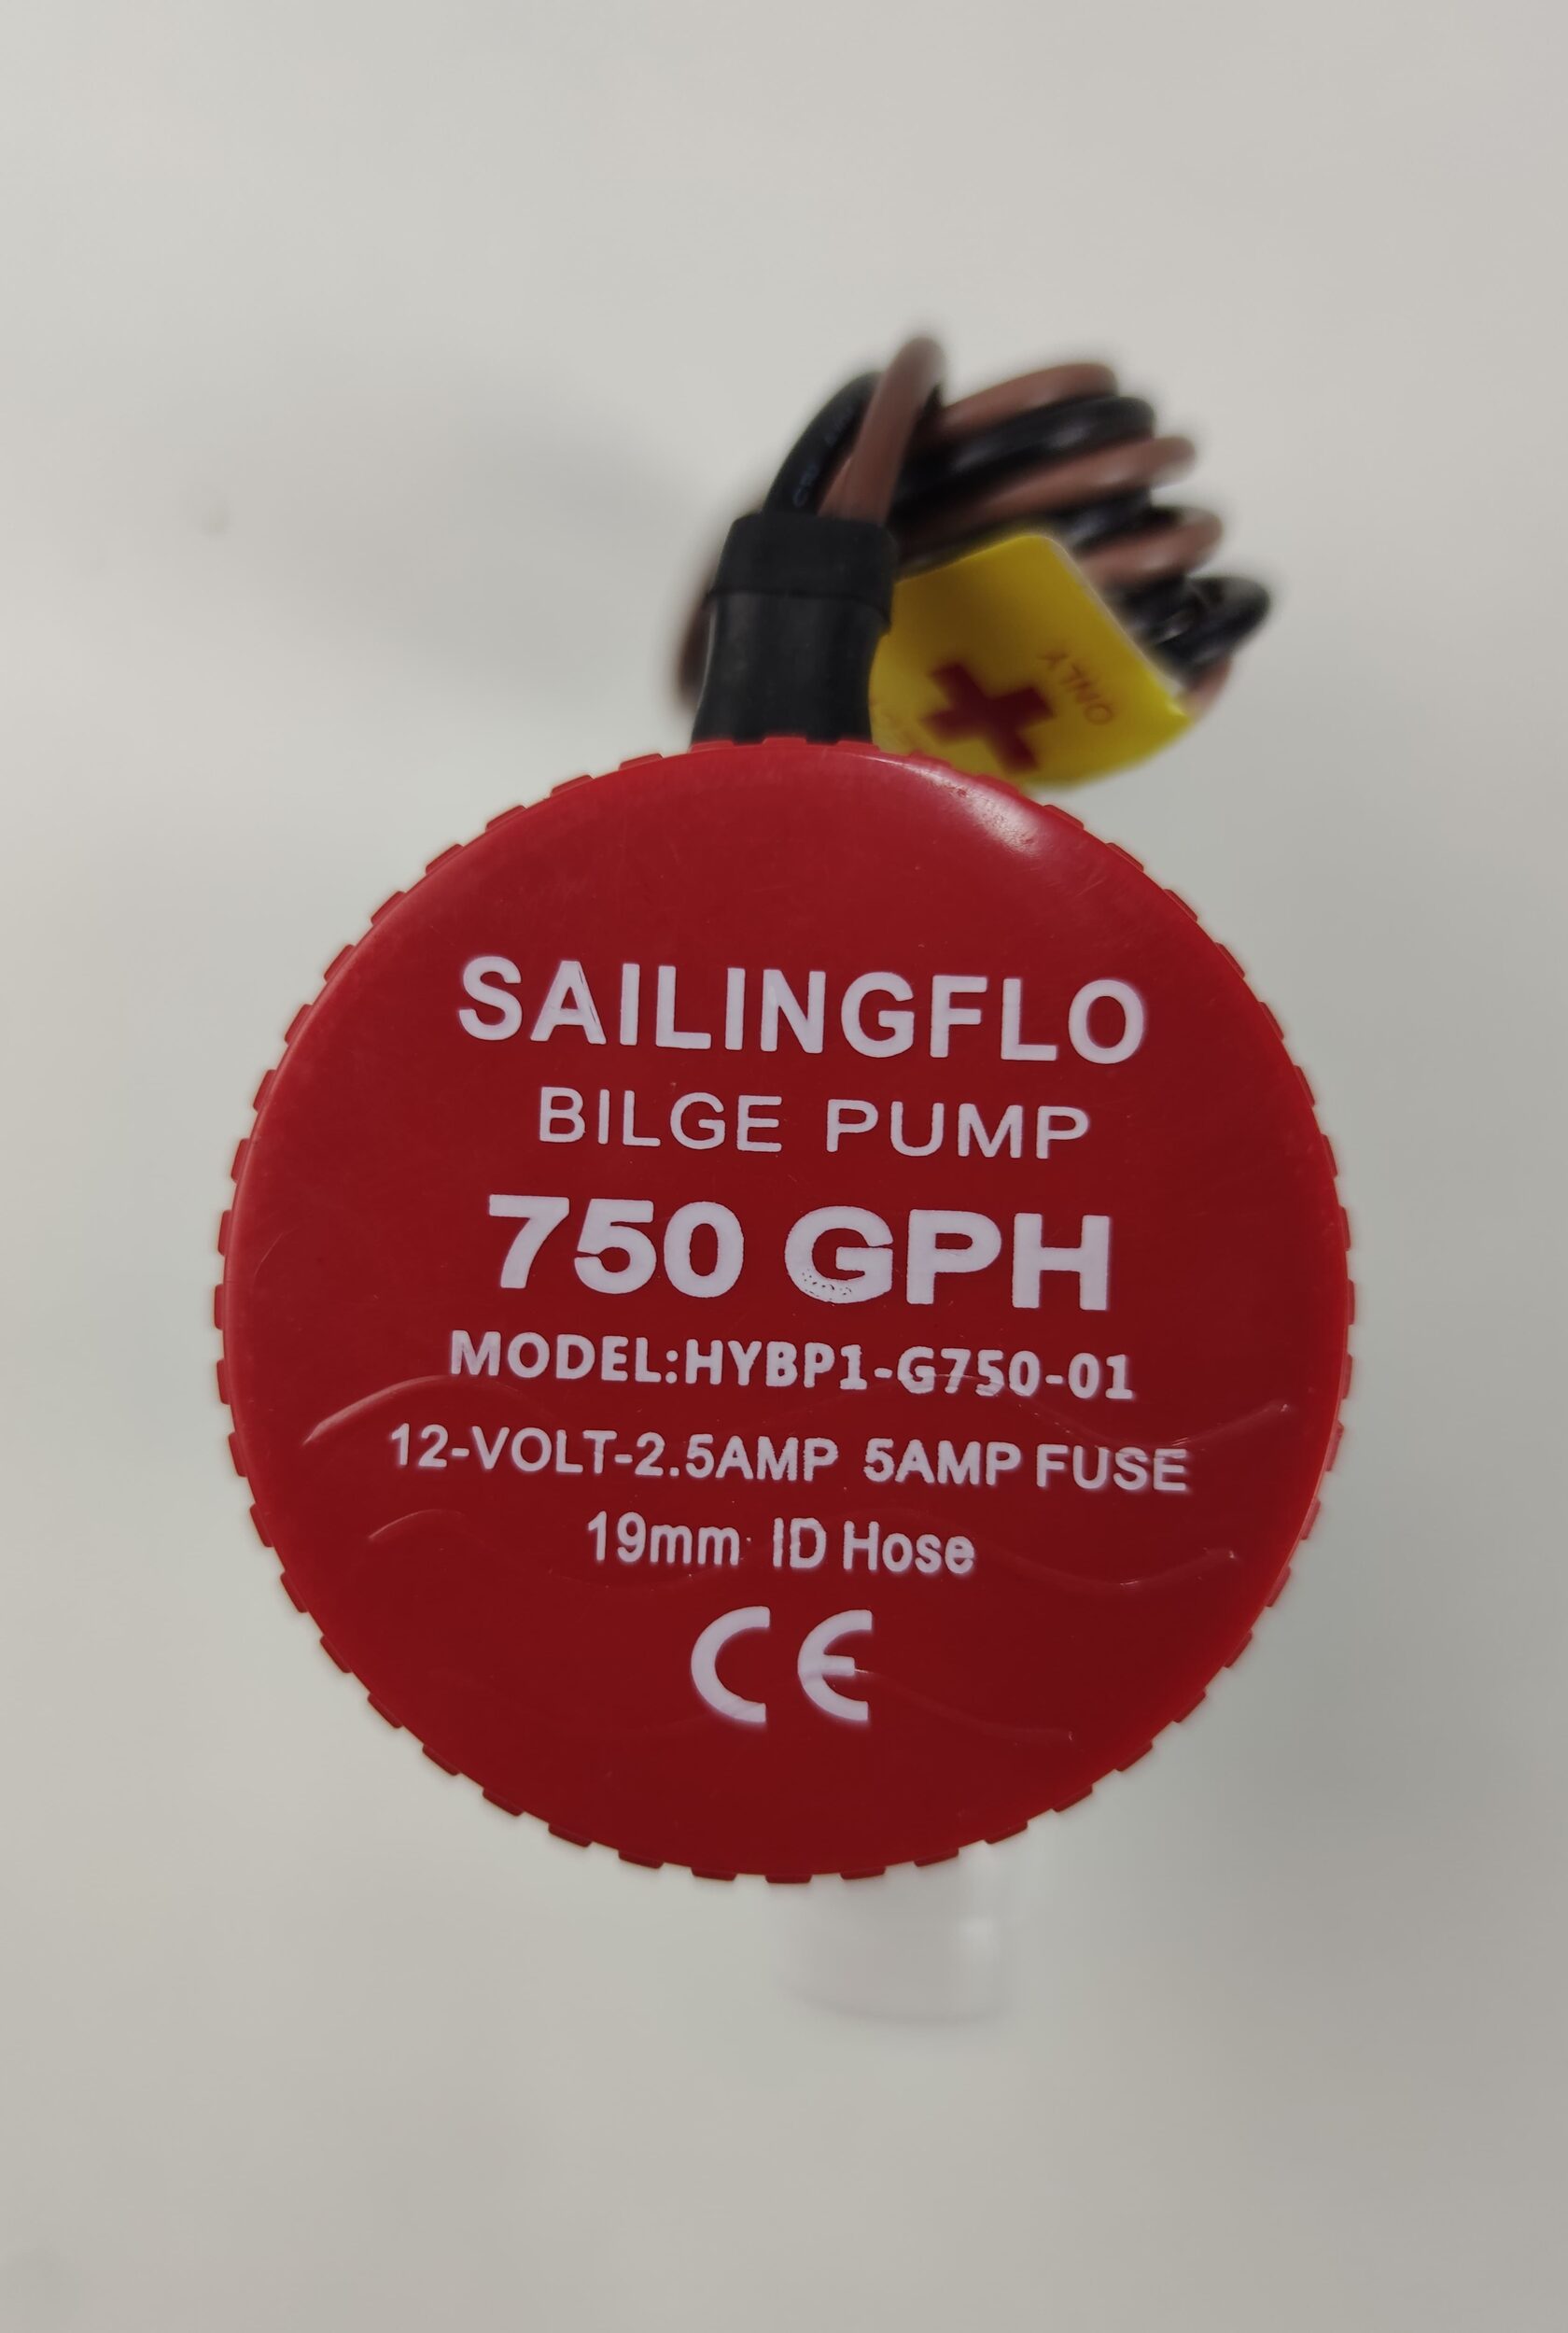 ONLY
SAILINGFLO
BILGE PUMP
750 GPH
MODEL:HYBP1-G750-01
12-VOLT-2.5AMP 5AMP FUSE
19mm ID Hose
CE